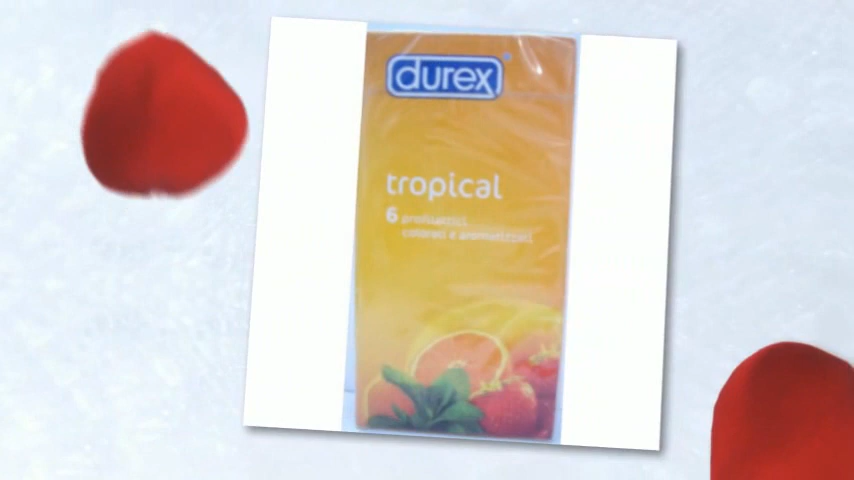 durex
tropical
6 profilattici
colorati e aromatizzati